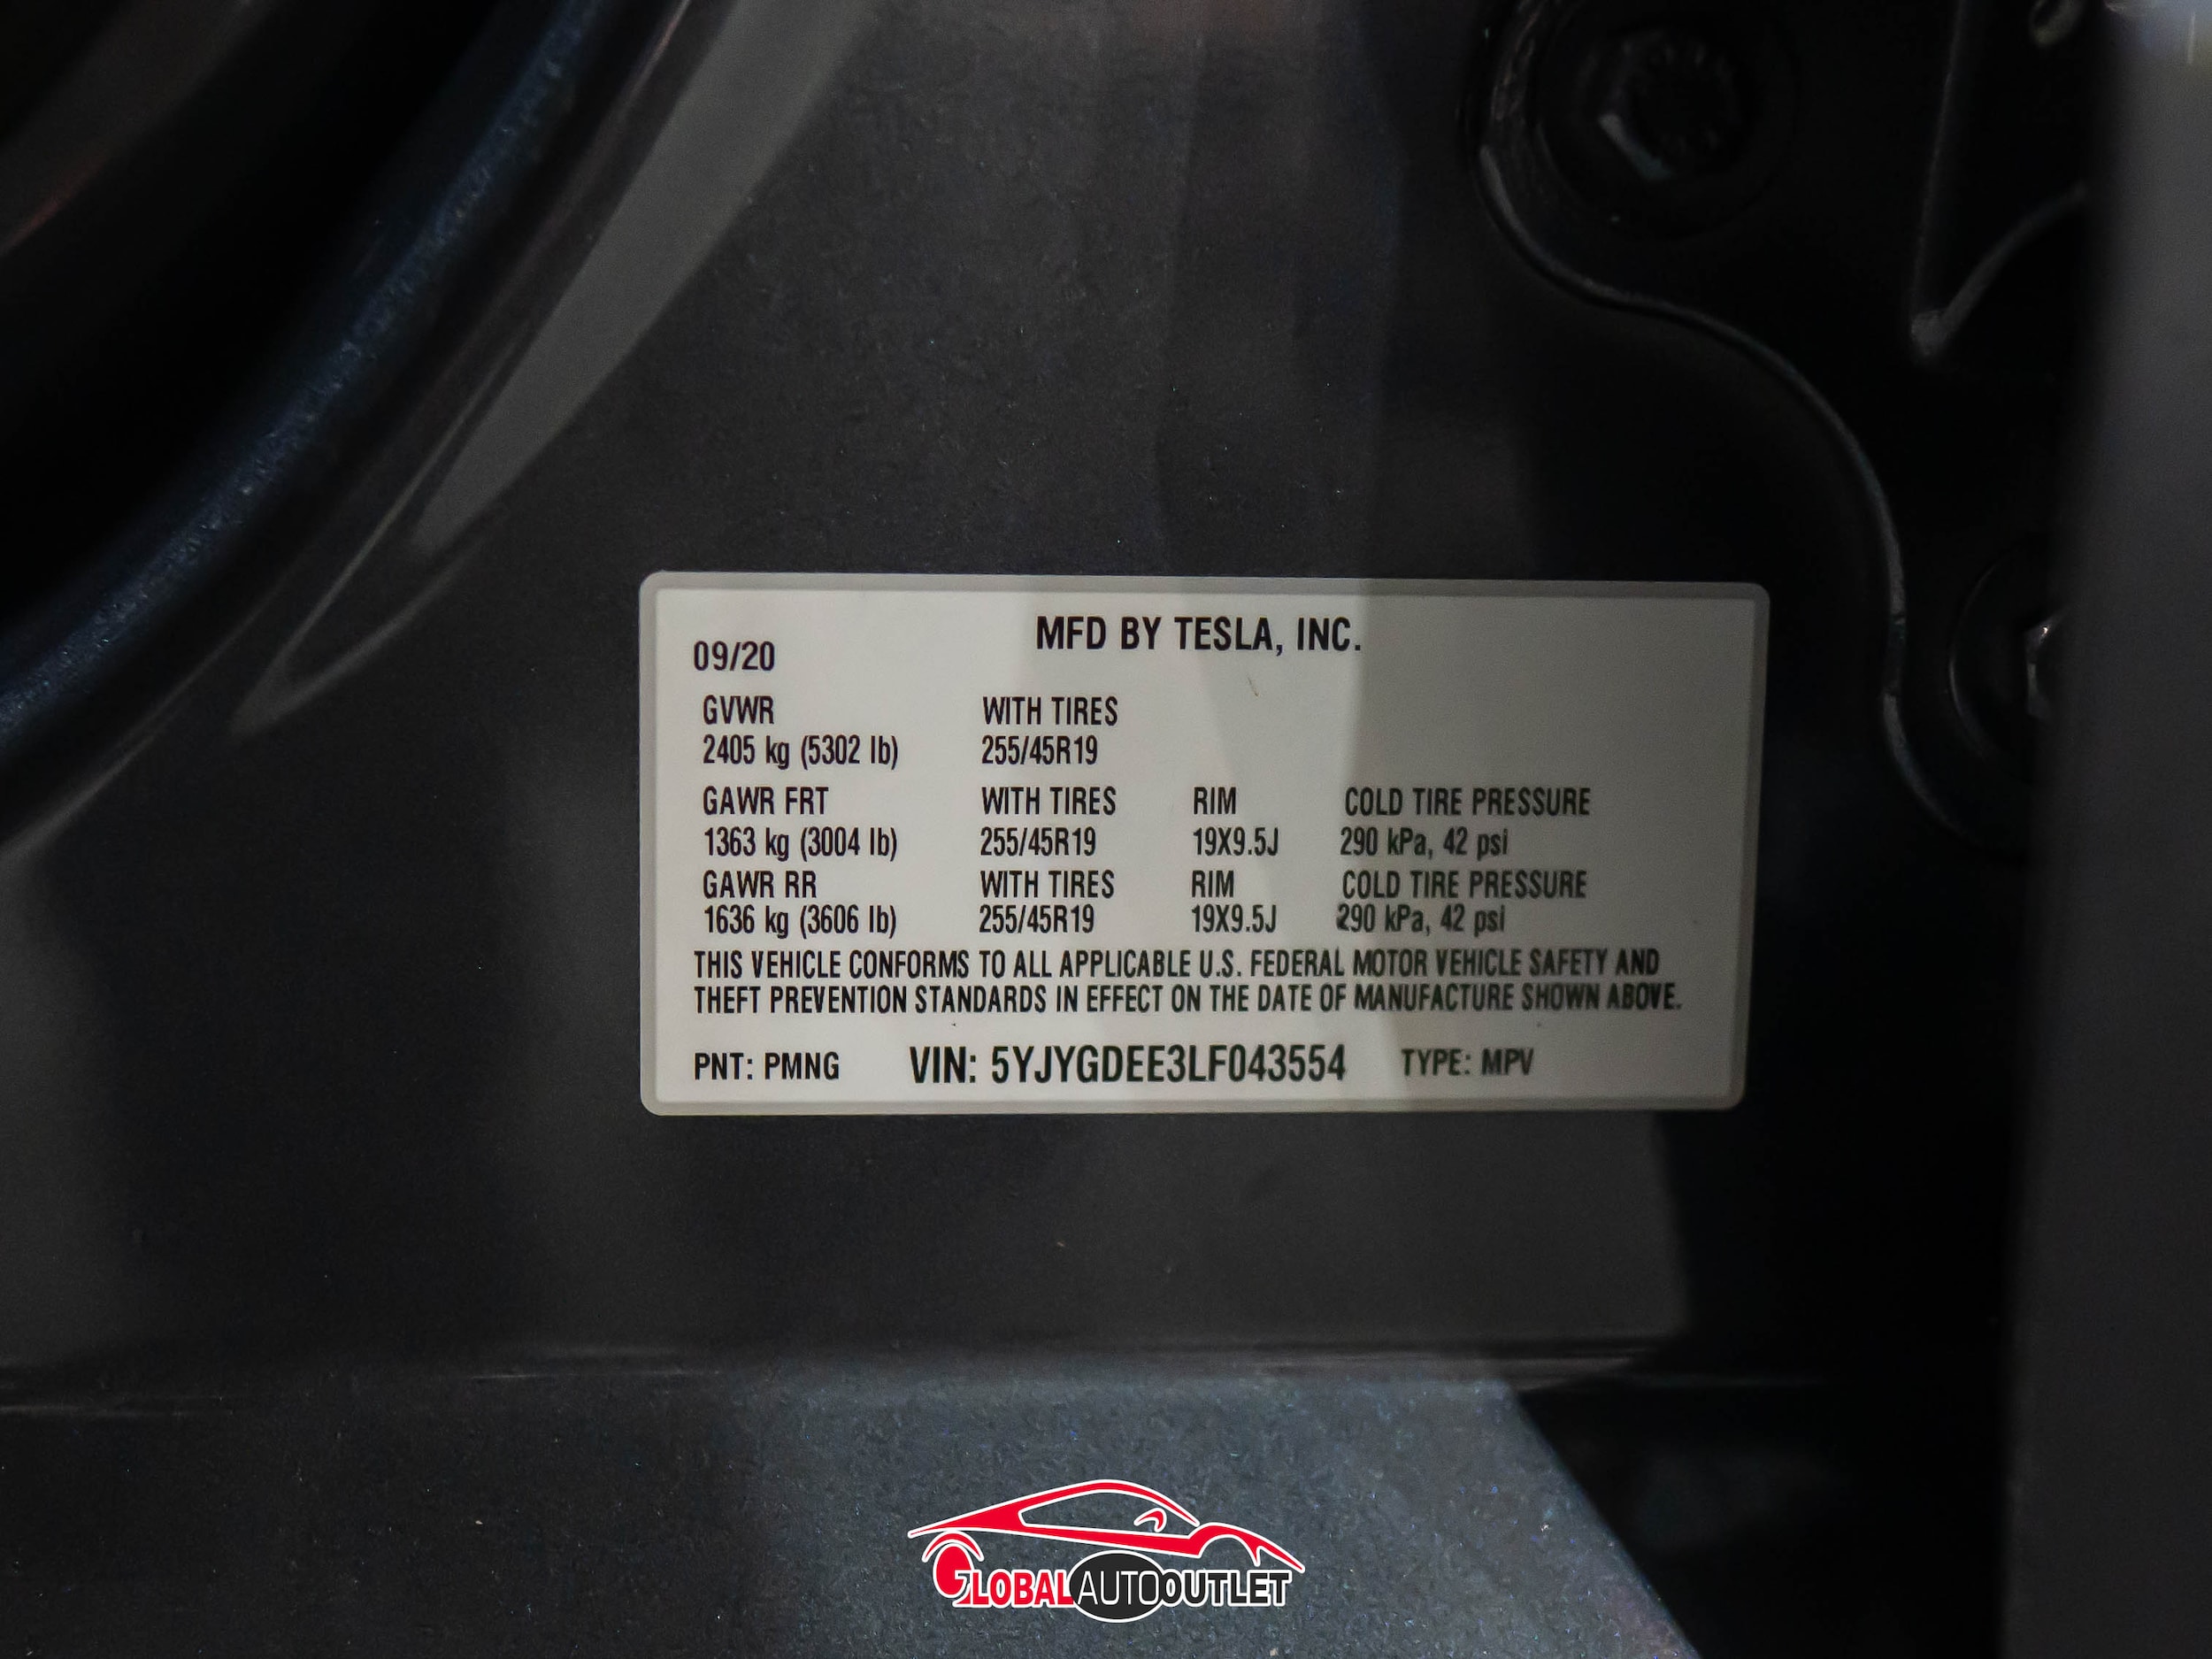 MFD BY TESLA, INC.
09/20
GVWR WITH TIRES
2405 kg (5302 lb) 255/45R19
GAWR FRT WITH TIRES RIM COLD TIRE PRESSURE
1363 kg (3004 lb) 255/45R19 19X9.5J 290 kPa, 42 psi
GAWR RR WITH TIRES RIM COLD TIRE PRESSURE
1636 kg (3606 lb) 255/45R19 19X9.5J 290 kPa, 42 psi
THIS VEHICLE CONFORMS TO ALL APPLICABLE U.S. FEDERAL MOTOR VEHICLE SAFETY AND
THEFT PREVENTION STANDARDS IN EFFECT ON THE DATE OF MANUFACTURE SHOWN ABOVE.
PNT: PMNG VIN: 5YJYGDEE3LF043554 TYPE: MPV
GLOBALAUTOOUTLET